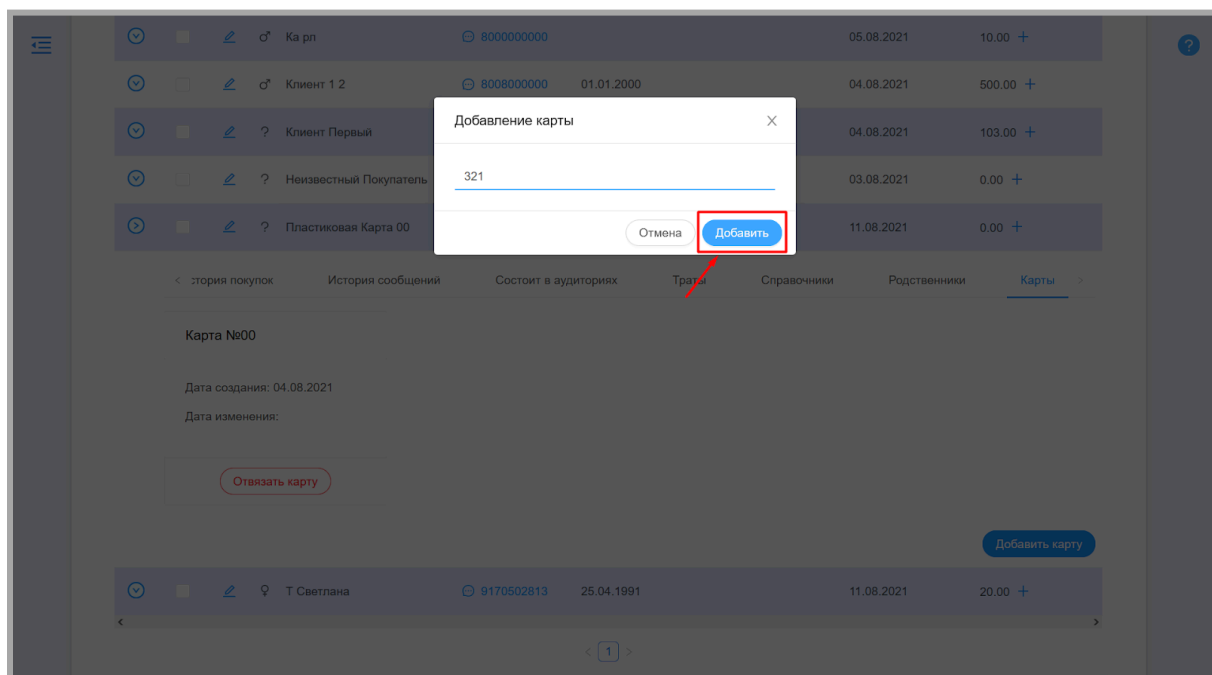 Ка рл 8000000000 05.08.2021 10.00 +
Клиент 1 2 8008000000 01.01.2000 04.08.2021 500.00 +
Добавление карты
? Клиент Первый 04.08.2021 103.00 +
321
? Неизвестный Покупатель 03.08.2021 0.00 +
? Пластиковая Карта 00 11.08.2021 0.00 +
Отмена Добавить
< тория покупок История сообщений Состоит в аудиториях Траты Справочники Родственники Карты >
Карта №00
Дата создания: 04.08.2021
Дата изменения:
Отвязать карту
Добавить карту
Т Светлана 9170502813 25.04.1991 11.08.2021 20.00 +
< 1 >